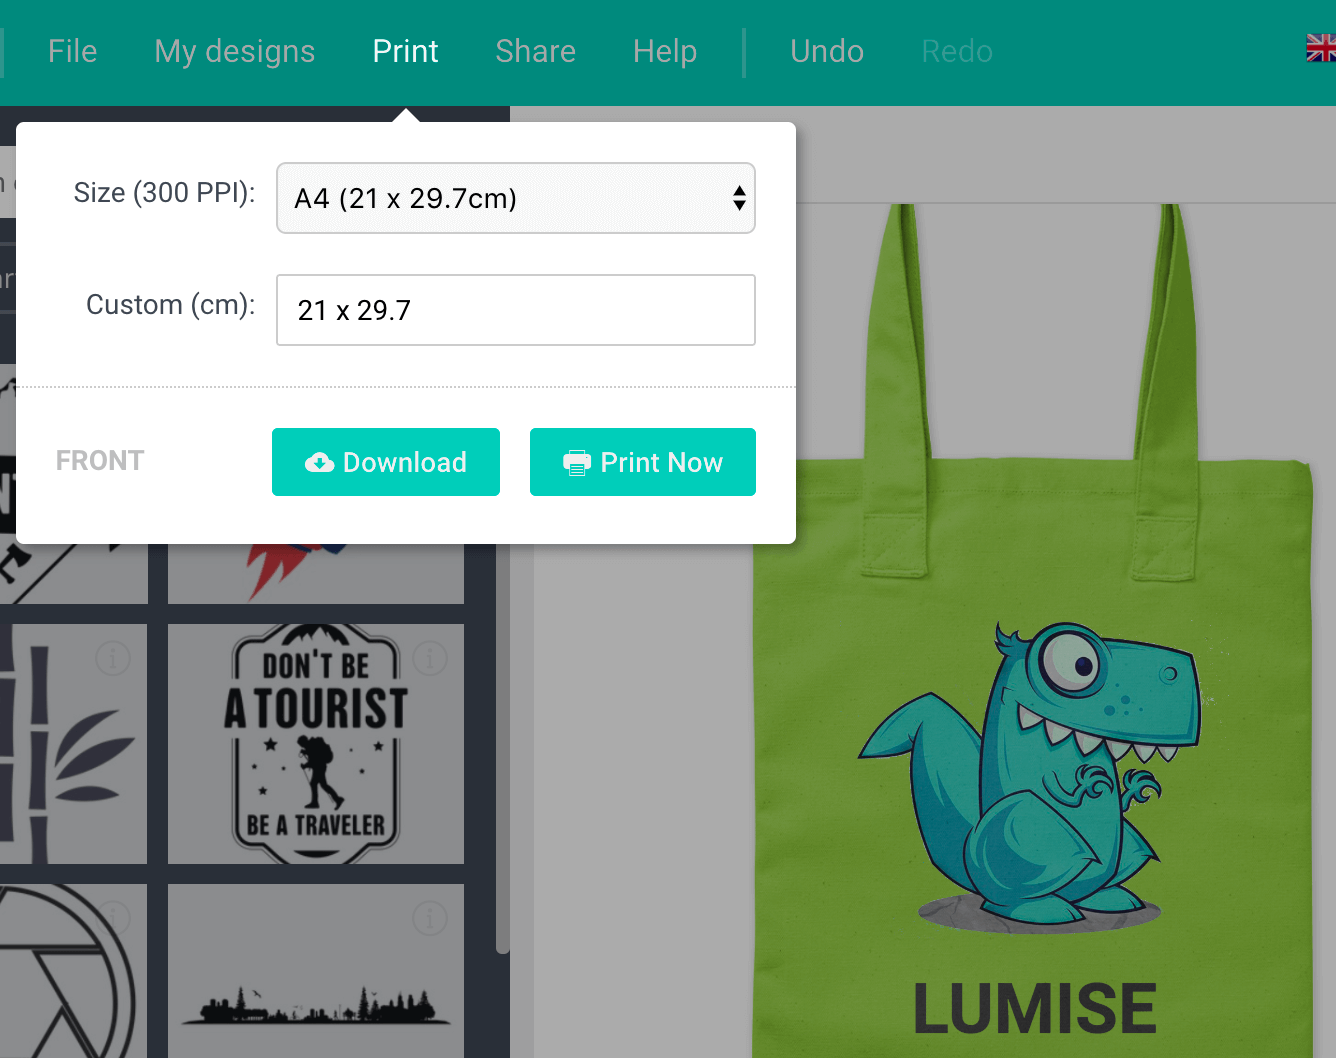 File My designs Print Share Help Undo Redo
Size (300 PPI): A4 (21 x 29.7cm)
Custom (cm): 21 x 29.7
FRONT Download Print Now
DON'T BE
A TOURIST
BE A TRAVELER
LUMISE